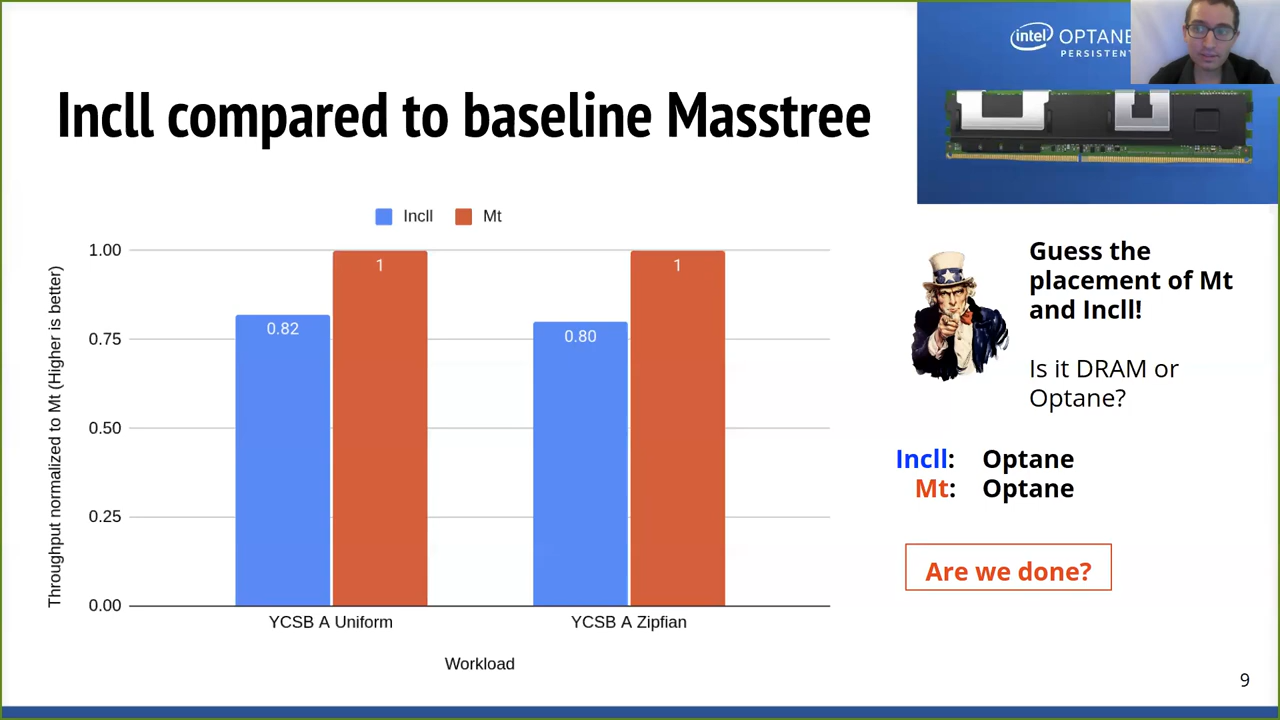 intel OPTANE
PERSISTENT
Incll compared to baseline Masstree
Incll Mt
Throughput normalized to Mt (Higher is better)
1.00
0.75
0.50
0.25
0.00
0.82
1
0.80
1
YCSB A Uniform
YCSB A Zipfian
Workload
Guess the
placement of Mt
and Incll!
Is it DRAM or
Optane?
Incll: Optane
Mt: Optane
Are we done?
9